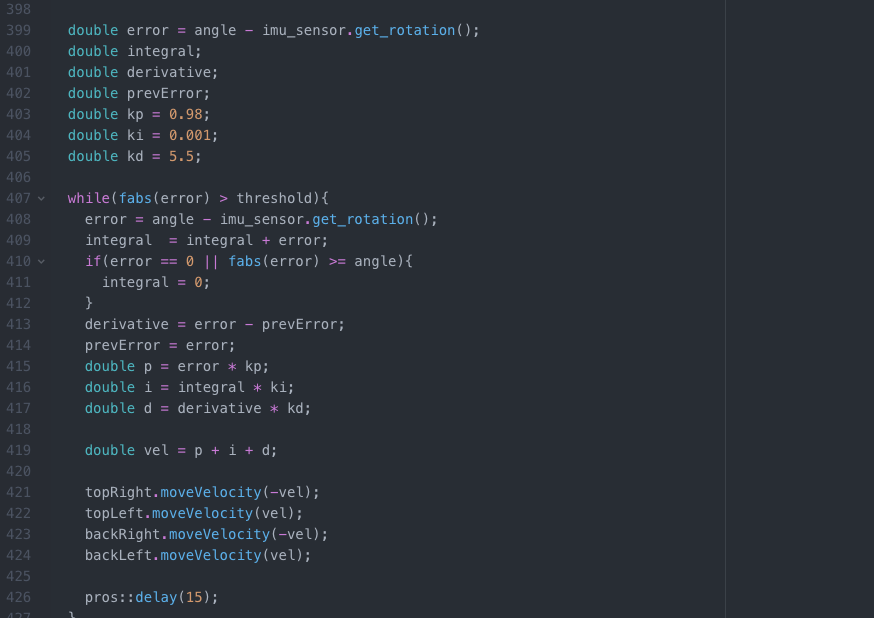 398
399 double error = angle - imu_sensor.get_rotation();
400 double integral;
401 double derivative;
402 double prevError;
403 double kp = 0.98;
404 double ki = 0.001;
405 double kd = 5.5;
406
407 while(fabs(error) > threshold){
408 error = angle - imu_sensor.get_rotation();
409 integral  = integral + error;
410 if(error == 0 || fabs(error) >= angle){
411 integral = 0;
412 }
413 derivative = error - prevError;
414 prevError = error;
415 double p = error * kp;
416 double i = integral * ki;
417 double d = derivative * kd;
418
419 double vel = p + i + d;
420
421 topRight.moveVelocity(-vel);
422 topLeft.moveVelocity(vel);
423 backRight.moveVelocity(-vel);
424 backLeft.moveVelocity(vel);
425
426 pros::delay(15);
427 }